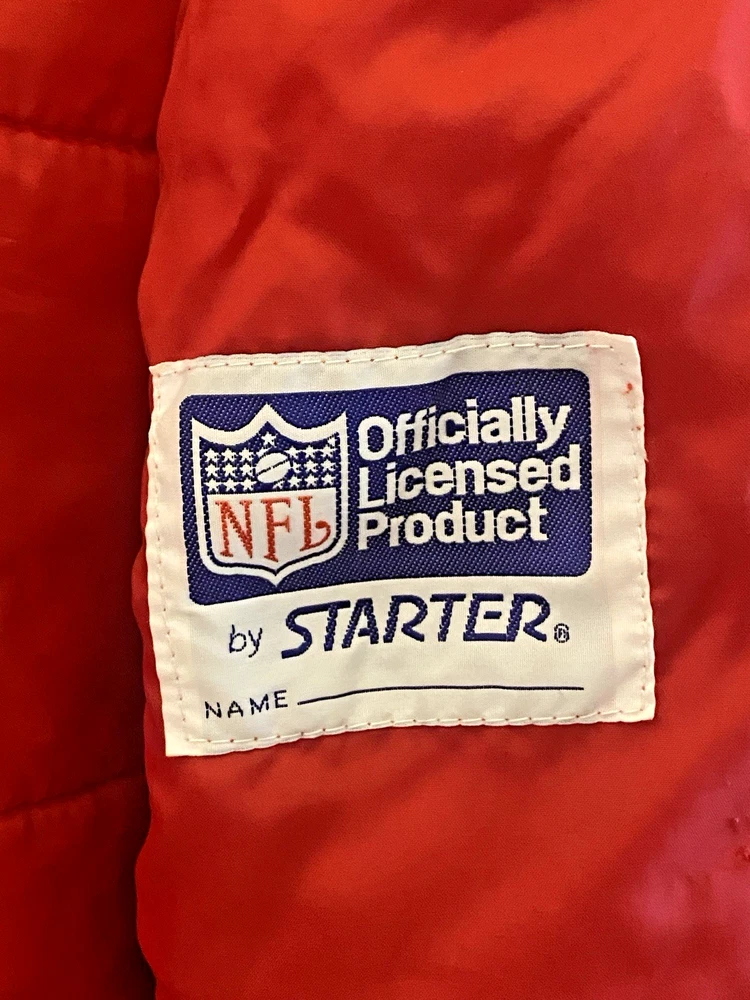 NFL
Officially
Licensed
Product
by STARTER®
NAME